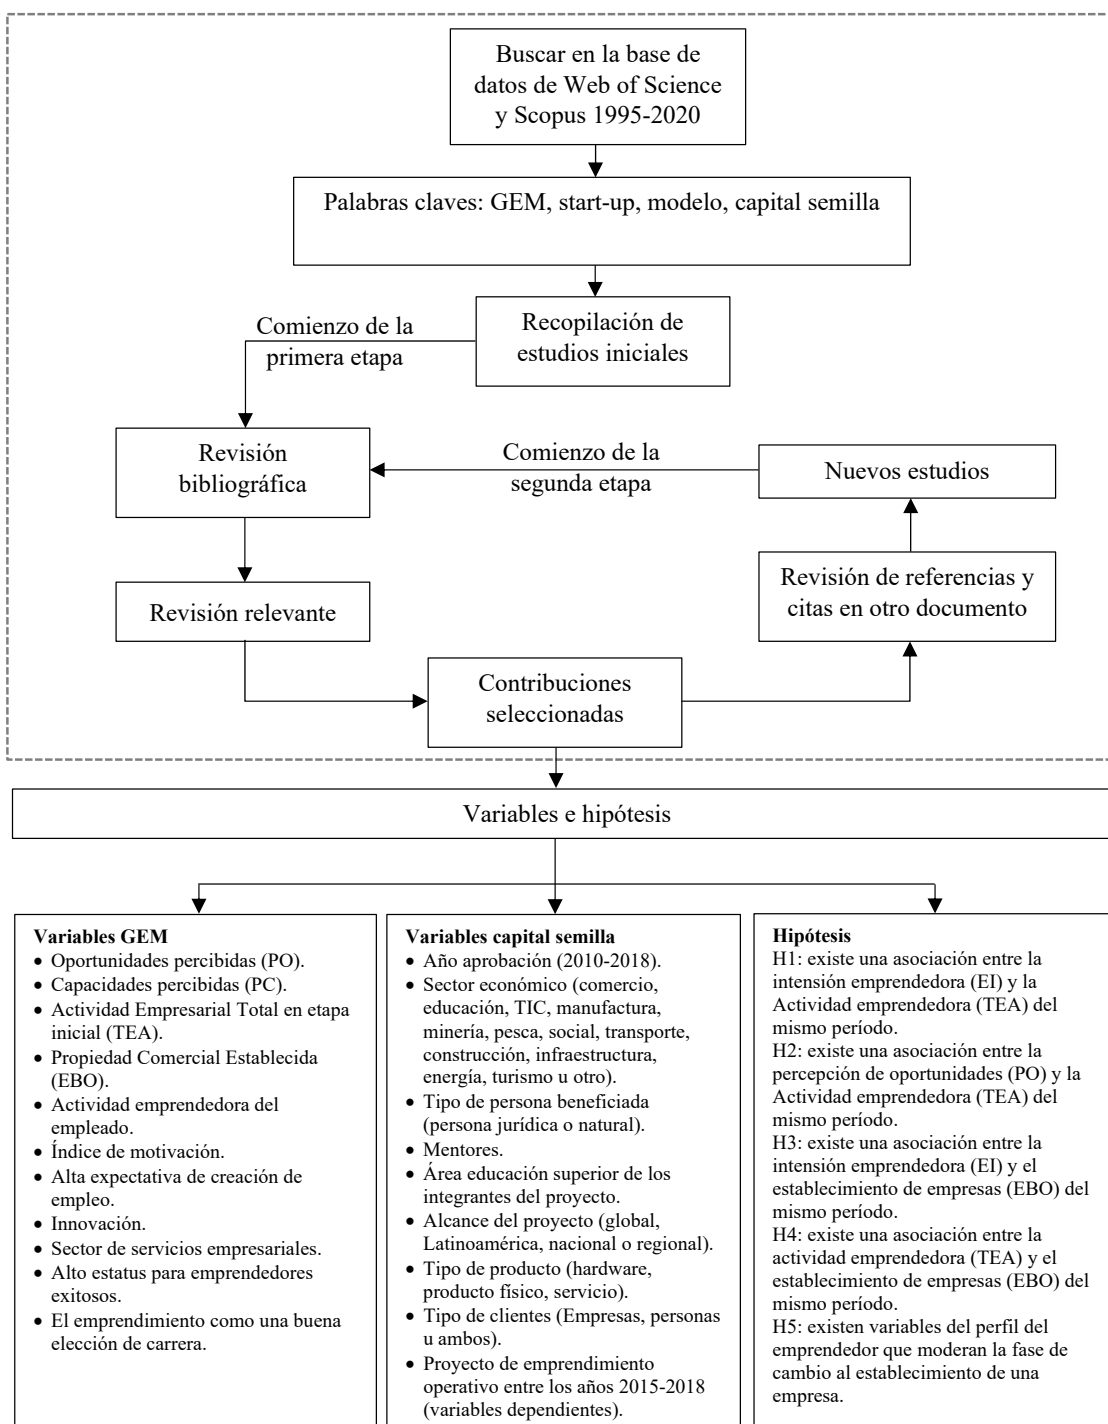 Buscar en la base de
datos de Web of Science
y Scopus 1995-2020
Palabras claves: GEM, start-up, modelo, capital semilla
Recopilación de
estudios iniciales
Comienzo de la
primera etapa
Revisión
bibliográfica
Comienzo de la
segunda etapa
Nuevos estudios
Revisión relevante
Revisión de referencias y
citas en otro documento
Contribuciones
seleccionadas
Variables e hipótesis
Variables GEM
• Oportunidades percibidas (PO).
• Capacidades percibidas (PC).
• Actividad Empresarial Total en etapa
inicial (TEA).
• Propiedad Comercial Establecida
(EBO).
• Actividad emprendedora del
empleado.
• Índice de motivación.
• Alta expectativa de creación de
empleo.
• Innovación.
• Sector de servicios empresariales.
• Alto estatus para emprendedores
exitosos.
• El emprendimiento como una buena
elección de carrera.
Variables capital semilla
• Año aprobación (2010-2018).
• Sector económico (comercio,
educación, TIC, manufactura,
minería, pesca, social, transporte,
construcción, infraestructura,
energía, turismo u otro).
• Tipo de persona beneficiada
(persona jurídica o natural).
• Mentores.
• Área educación superior de los
integrantes del proyecto.
• Alcance del proyecto (global,
Latinoamérica, nacional o regional).
• Tipo de producto (hardware,
producto físico, servicio).
• Tipo de clientes (Empresas, personas
u ambos).
• Proyecto de emprendimiento
operativo entre los años 2015-2018
(variables dependientes).
Hipótesis
H1: existe una asociación entre la
intensión emprendedora (EI) y la
Actividad emprendedora (TEA) del
mismo período.
H2: existe una asociación entre la
percepción de oportunidades (PO) y la
Actividad emprendedora (TEA) del
mismo período.
H3: existe una asociación entre la
intensión emprendedora (EI) y el
establecimiento de empresas (EBO) del
mismo período.
H4: existe una asociación entre la
actividad emprendedora (TEA) y el
establecimiento de empresas (EBO) del
mismo período.
H5: existen variables del perfil del
emprendedor que moderan la fase de
cambio al establecimiento de una
empresa.